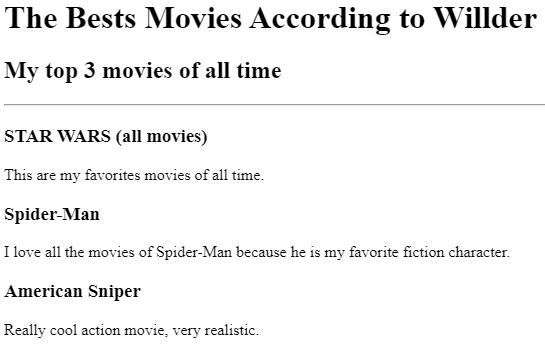 The Bests Movies According to Willder
My top 3 movies of all time
STAR WARS (all movies)
This are my favorites movies of all time.
Spider-Man
I love all the movies of Spider-Man because he is my favorite fiction character.
American Sniper
Really cool action movie, very realistic.